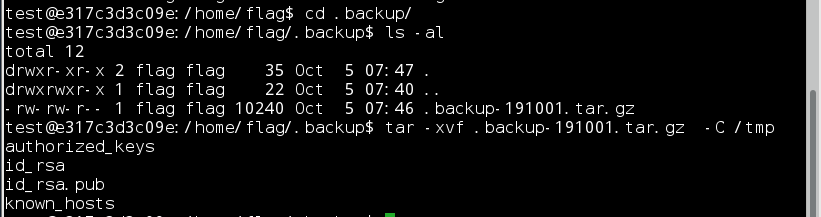 test@e317c3d3c09e:/home/flag$ cd .backup/
test@e317c3d3c09e:/home/flag/.backup$ ls -al
total 12
drwxr-xr-x 2 flag flag    35 Oct  5 07:47 .
drwxrwxr-x 1 flag flag    22 Oct  5 07:40 ..
-rw-rw-r-- 1 flag flag 10240 Oct  5 07:46 .backup-191001.tar.gz
test@e317c3d3c09e:/home/flag/.backup$ tar -xvf .backup-191001.tar.gz  -C /tmp
authorized_keys
id_rsa
id_rsa.pub
known_hosts